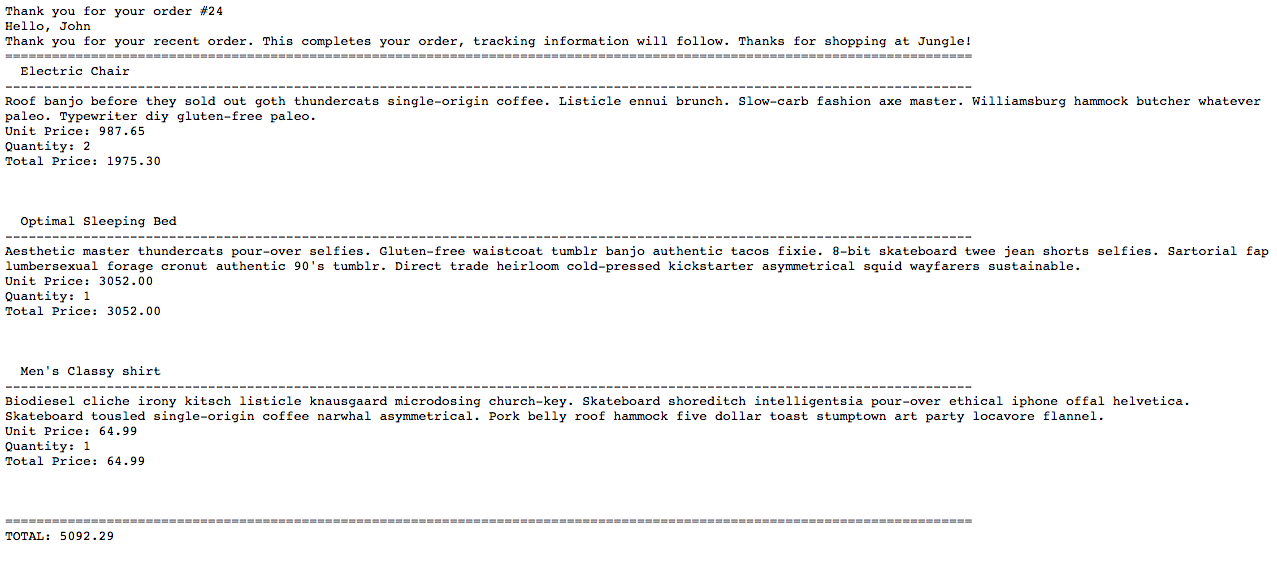 Thank you for your order #24
Hello, John
Thank you for your recent order. This completes your order, tracking information will follow. Thanks for shopping at Jungle!
============================================================================================================================
  Electric Chair
----------------------------------------------------------------------------------------------------------------------------
Roof banjo before they sold out goth thundercats single-origin coffee. Listicle ennui brunch. Slow-carb fashion axe master. Williamsburg hammock butcher whatever
paleo. Typewriter diy gluten-free paleo.
Unit Price: 987.65
Quantity: 2
Total Price: 1975.30
  Optimal Sleeping Bed
----------------------------------------------------------------------------------------------------------------------------
Aesthetic master thundercats pour-over selfies. Gluten-free waistcoat tumblr banjo authentic tacos fixie. 8-bit skateboard twee jean shorts selfies. Sartorial fap
lumbersexual forage cronut authentic 90's tumblr. Direct trade heirloom cold-pressed kickstarter asymmetrical squid wayfarers sustainable.
Unit Price: 3052.00
Quantity: 1
Total Price: 3052.00
  Men's Classy shirt
----------------------------------------------------------------------------------------------------------------------------
Biodiesel cliche irony kitsch listicle knausgaard microdosing church-key. Skateboard shoreditch intelligentsia pour-over ethical iphone offal helvetica.
Skateboard tousled single-origin coffee narwhal asymmetrical. Pork belly roof hammock five dollar toast stumptown art party locavore flannel.
Unit Price: 64.99
Quantity: 1
Total Price: 64.99
============================================================================================================================
TOTAL: 5092.29